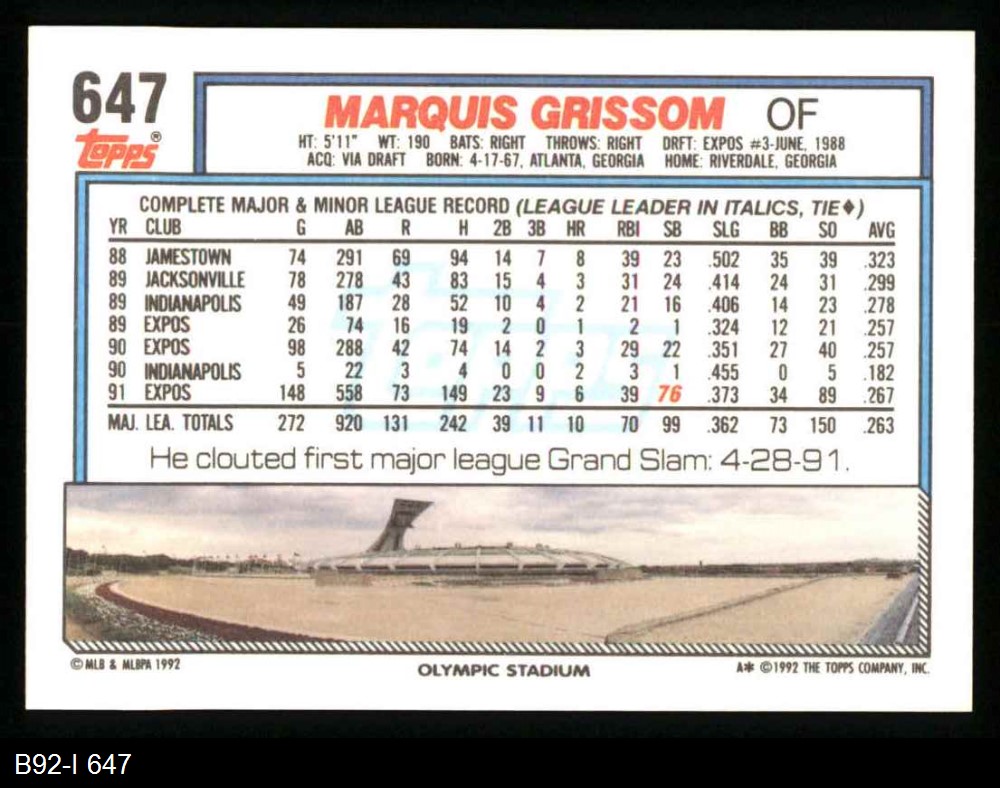 647
Topps®
MARQUIS GRISSOM OF
HT: 5'11" WT: 190 BATS: RIGHT THROWS: RIGHT DRFT: EXPOS #3-JUNE, 1988
ACQ: VIA DRAFT BORN: 4-17-67, ATLANTA, GEORGIA HOME: RIVERDALE, GEORGIA
COMPLETE MAJOR & MINOR LEAGUE RECORD (LEAGUE LEADER IN ITALICS, TIE♦)
YR CLUB G AB R H 2B 3B HR RBI SB SLG BB SO AVG
88 JAMESTOWN 74 291 69 94 14 7 8 39 23 .502 35 39 .323
89 JACKSONVILLE 78 278 43 83 15 4 3 31 24 .414 24 31 .299
89 INDIANAPOLIS 49 187 28 52 10 4 2 21 16 .406 14 23 .278
89 EXPOS 26 74 16 19 2 0 1 2 1 .324 12 21 .257
90 EXPOS 98 288 42 74 14 2 3 29 22 .351 27 40 .257
90 INDIANAPOLIS 5 22 3 4 0 0 2 3 1 .455 0 5 .182
91 EXPOS 148 558 73 149 23 9 6 39 76 .373 34 89 .267
MAJ. LEA. TOTALS 272 920 131 242 39 11 10 70 99 .362 73 150 .263
Topps
He clouted first major league Grand Slam: 4-28-91.
© MLB & MLBPA 1992
OLYMPIC STADIUM
A* ©1992 THE TOPPS COMPANY, INC.
B92-I 647